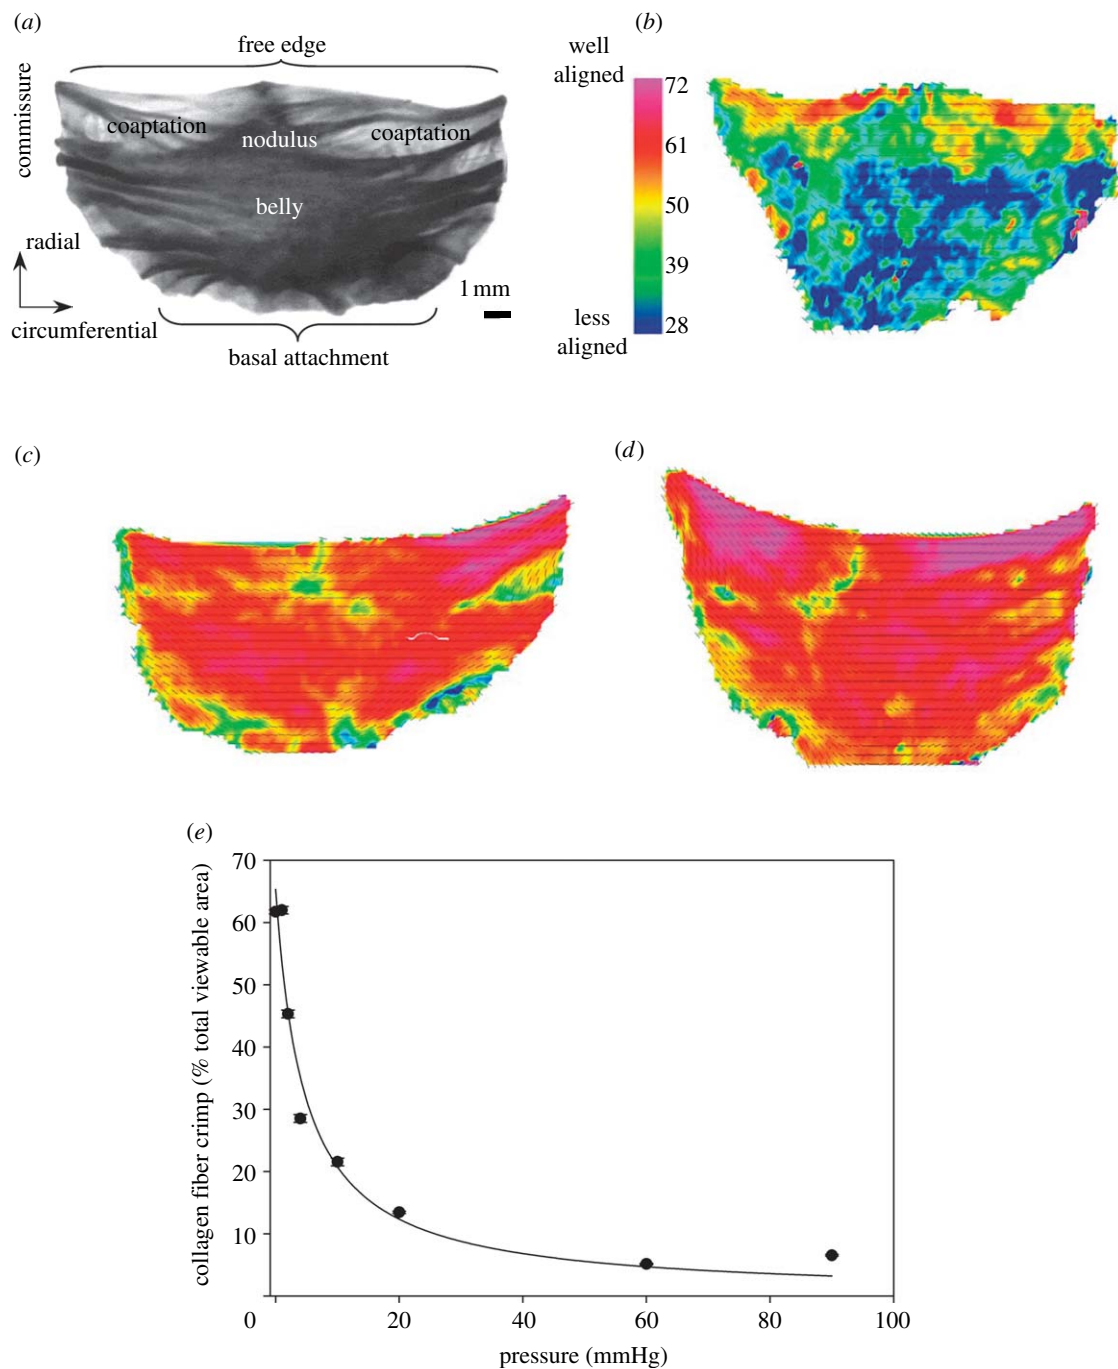 (a)
free edge
commissure
coaptation
nodulus
coaptation
belly
radial
circumferential
1 mm
basal attachment
(b)
well
aligned
72
61
50
39
28
less
aligned
(c)
(d)
(e)
collagen fiber crimp (% total viewable area)
70
60
50
40
30
20
10
0
20
40
60
80
100
pressure (mmHg)